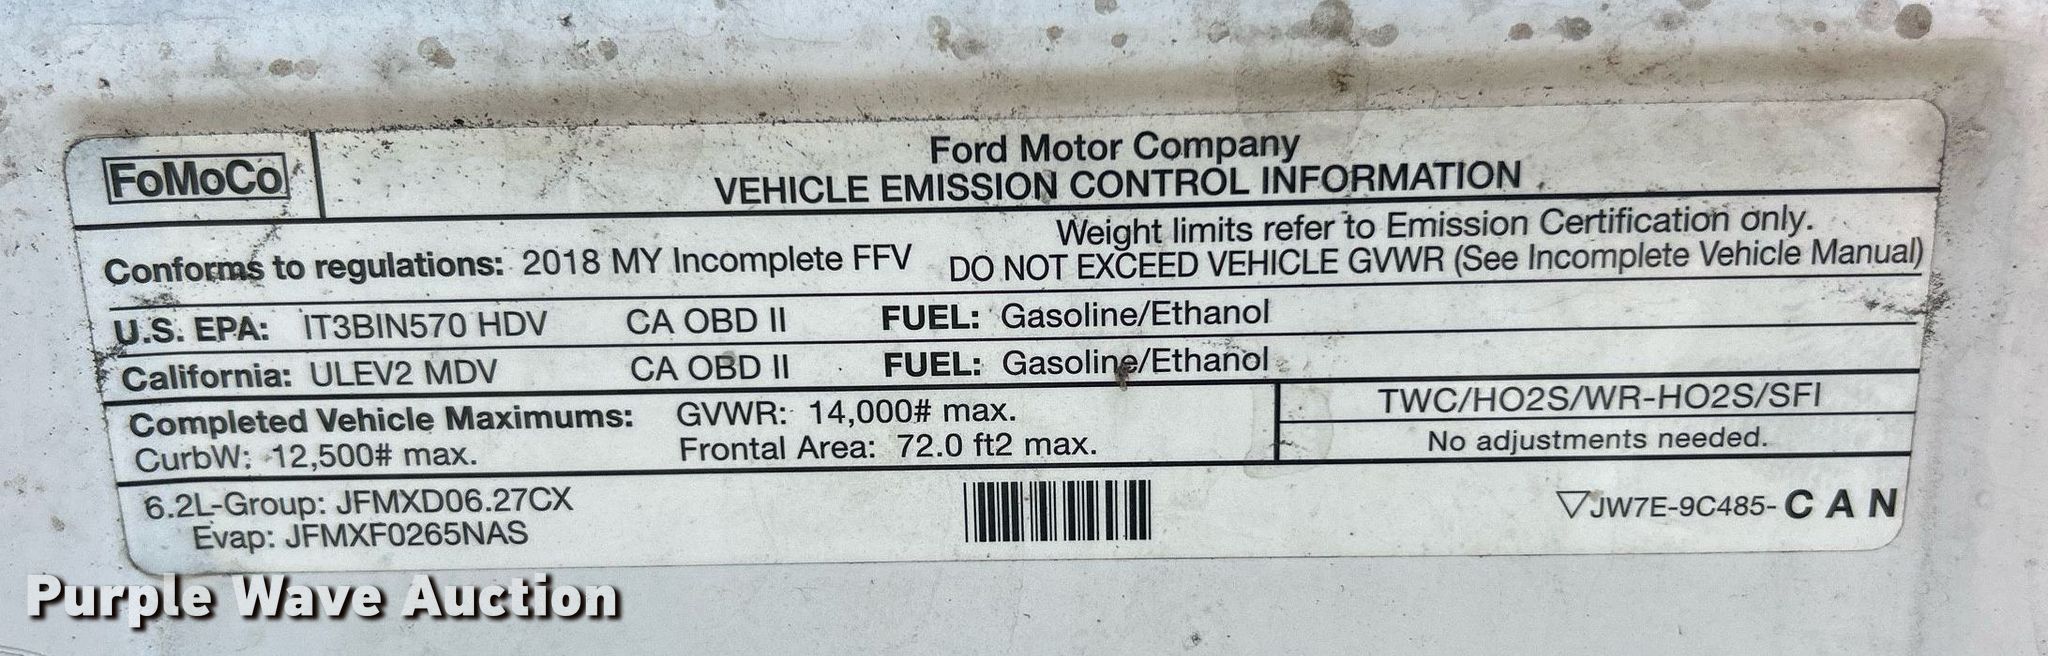 FoMoCo
Ford Motor Company
VEHICLE EMISSION CONTROL INFORMATION
Conforms to regulations: 2018 MY Incomplete FFV
Weight limits refer to Emission Certification only.
DO NOT EXCEED VEHICLE GVWR (See Incomplete Vehicle Manual)
U.S. EPA: IT3BIN570 HDV CA OBD II FUEL: Gasoline/Ethanol
California: ULEV2 MDV CA OBD II FUEL: Gasoline/Ethanol
Completed Vehicle Maximums: GVWR: 14,000# max.
CurbW: 12,500# max. Frontal Area: 72.0 ft2 max.
TWC/HO2S/WR-HO2S/SFI
No adjustments needed.
6.2L-Group: JFMXD06.27CX
Evap: JFMXF0265NAS
▽JW7E-9C485-CAN
Purple Wave Auction